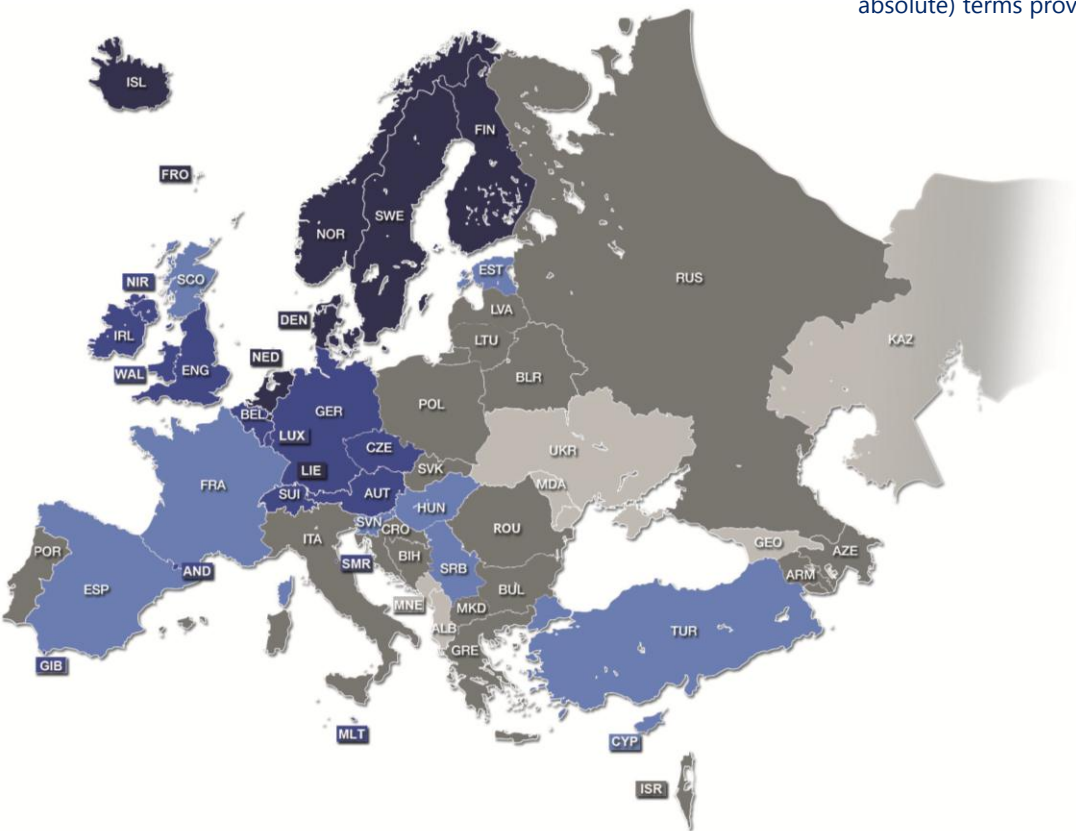 absolute) terms prov
ISL
FIN
FRO
SWE
NOR
EST
NIR
SCO
RUS
LVA
DEN
IRL
LTU
KAZ
NED
WAL
ENG
BLR
POL
BEL
GER
LUX
CZE
UKR
LIE
SVK
FRA
SUI
AUT
MDA
HUN
SVN
CRO
ROU
ITA
GEO
AZE
POR
BIH
SMR
SRB
AND
ARM
ESP
BUL
MNE
MKD
ALB
TUR
GRE
GIB
MLT
CYP
ISR